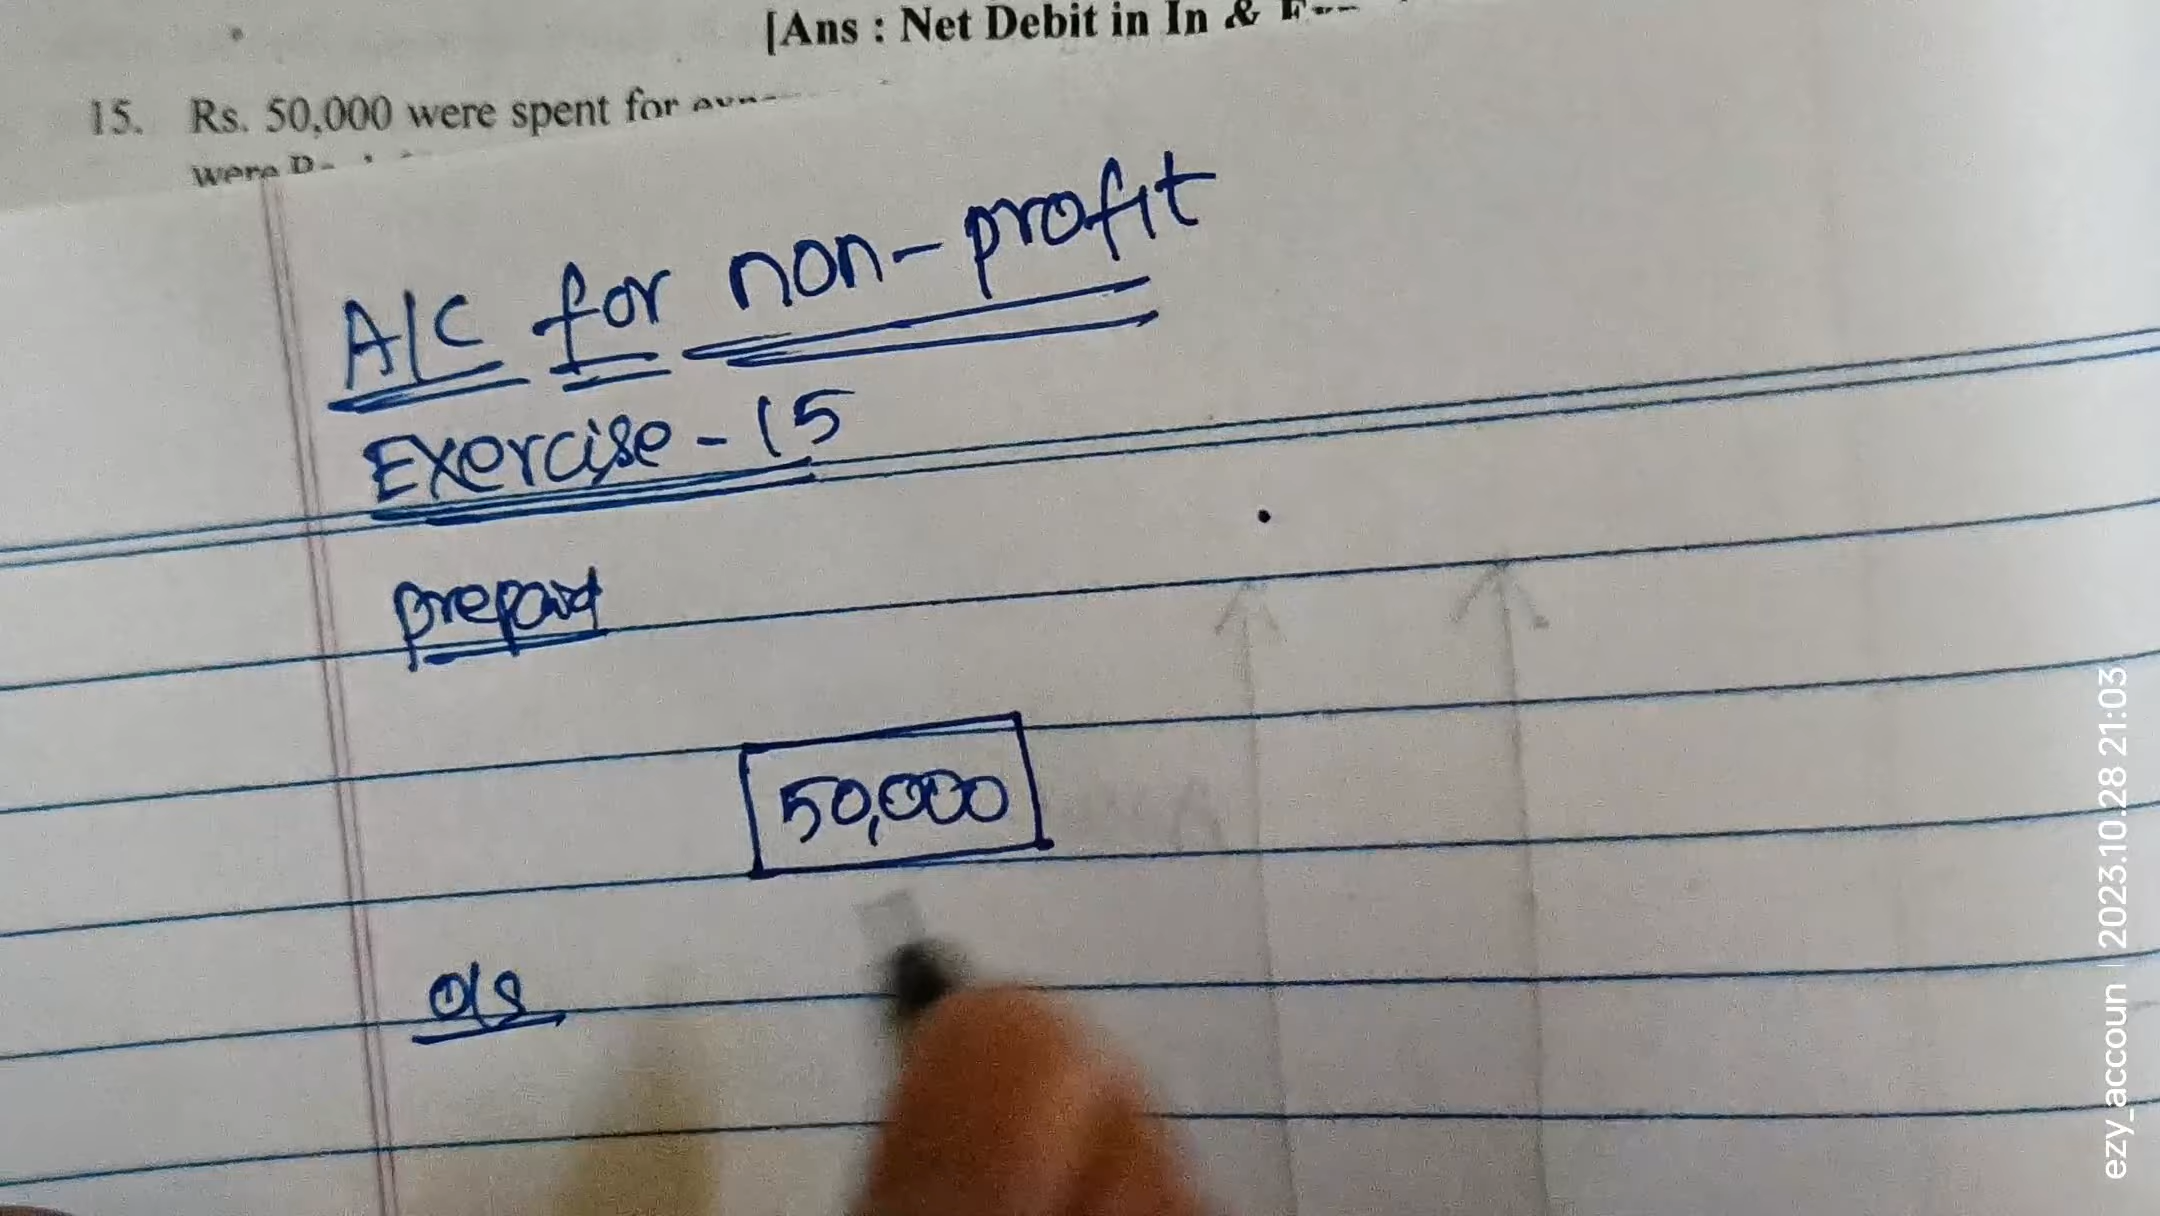 [Ans : Net Debit in In &
15. Rs. 50,000 were spent for
were
A/C for non-profit
Exercise - 15
prepaid
50,000
o/s
ezy_accoun | 2023.10.28 21:03